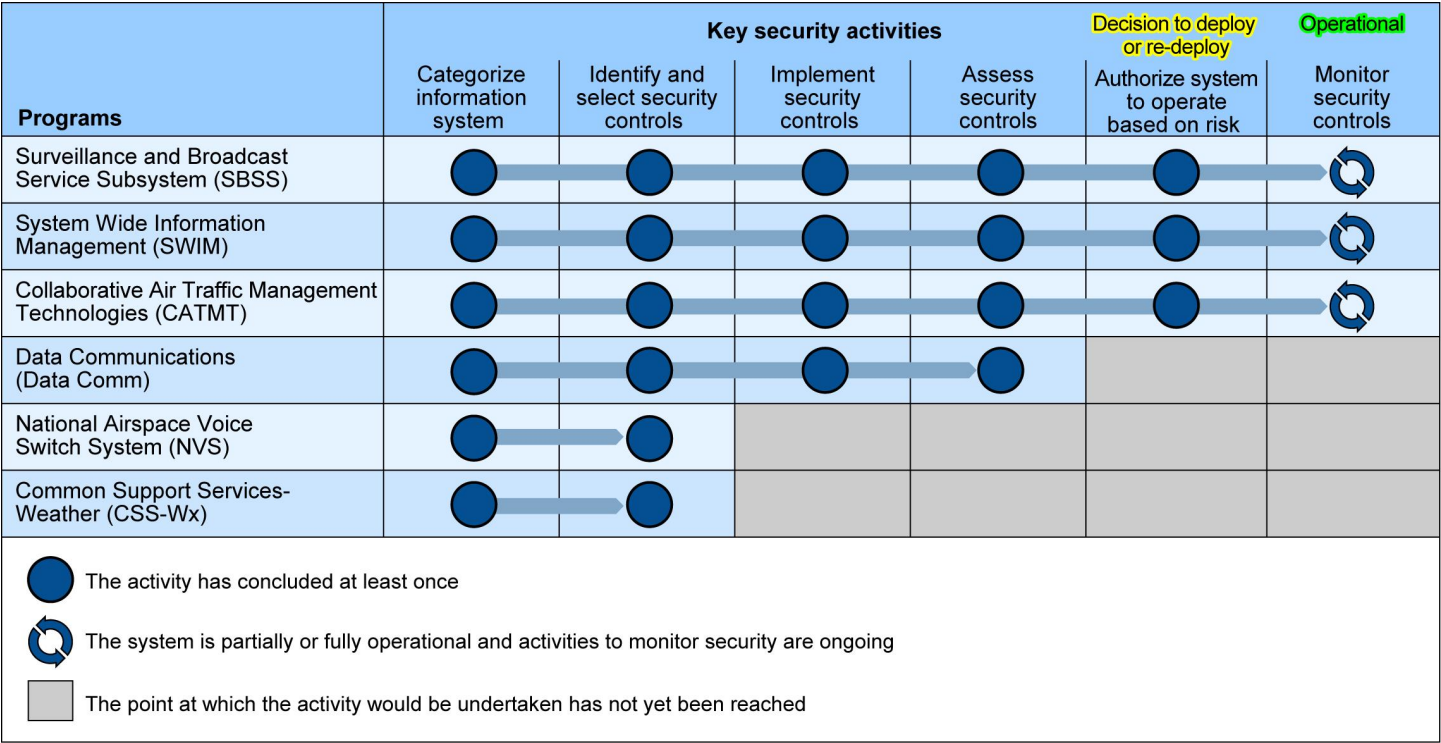 Key security activities
Decision to deploy
or re-deploy
Operational
Programs
Categorize
information
system
Identify and
select security
controls
Implement
security
controls
Assess
security
controls
Authorize system
to operate
based on risk
Monitor
security
controls
Surveillance and Broadcast
Service Subsystem (SBSS)
System Wide Information
Management (SWIM)
Collaborative Air Traffic Management
Technologies (CATMT)
Data Communications
(Data Comm)
National Airspace Voice
Switch System (NVS)
Common Support Services-
Weather (CSS-Wx)
The activity has concluded at least once
The system is partially or fully operational and activities to monitor security are ongoing
The point at which the activity would be undertaken has not yet been reached